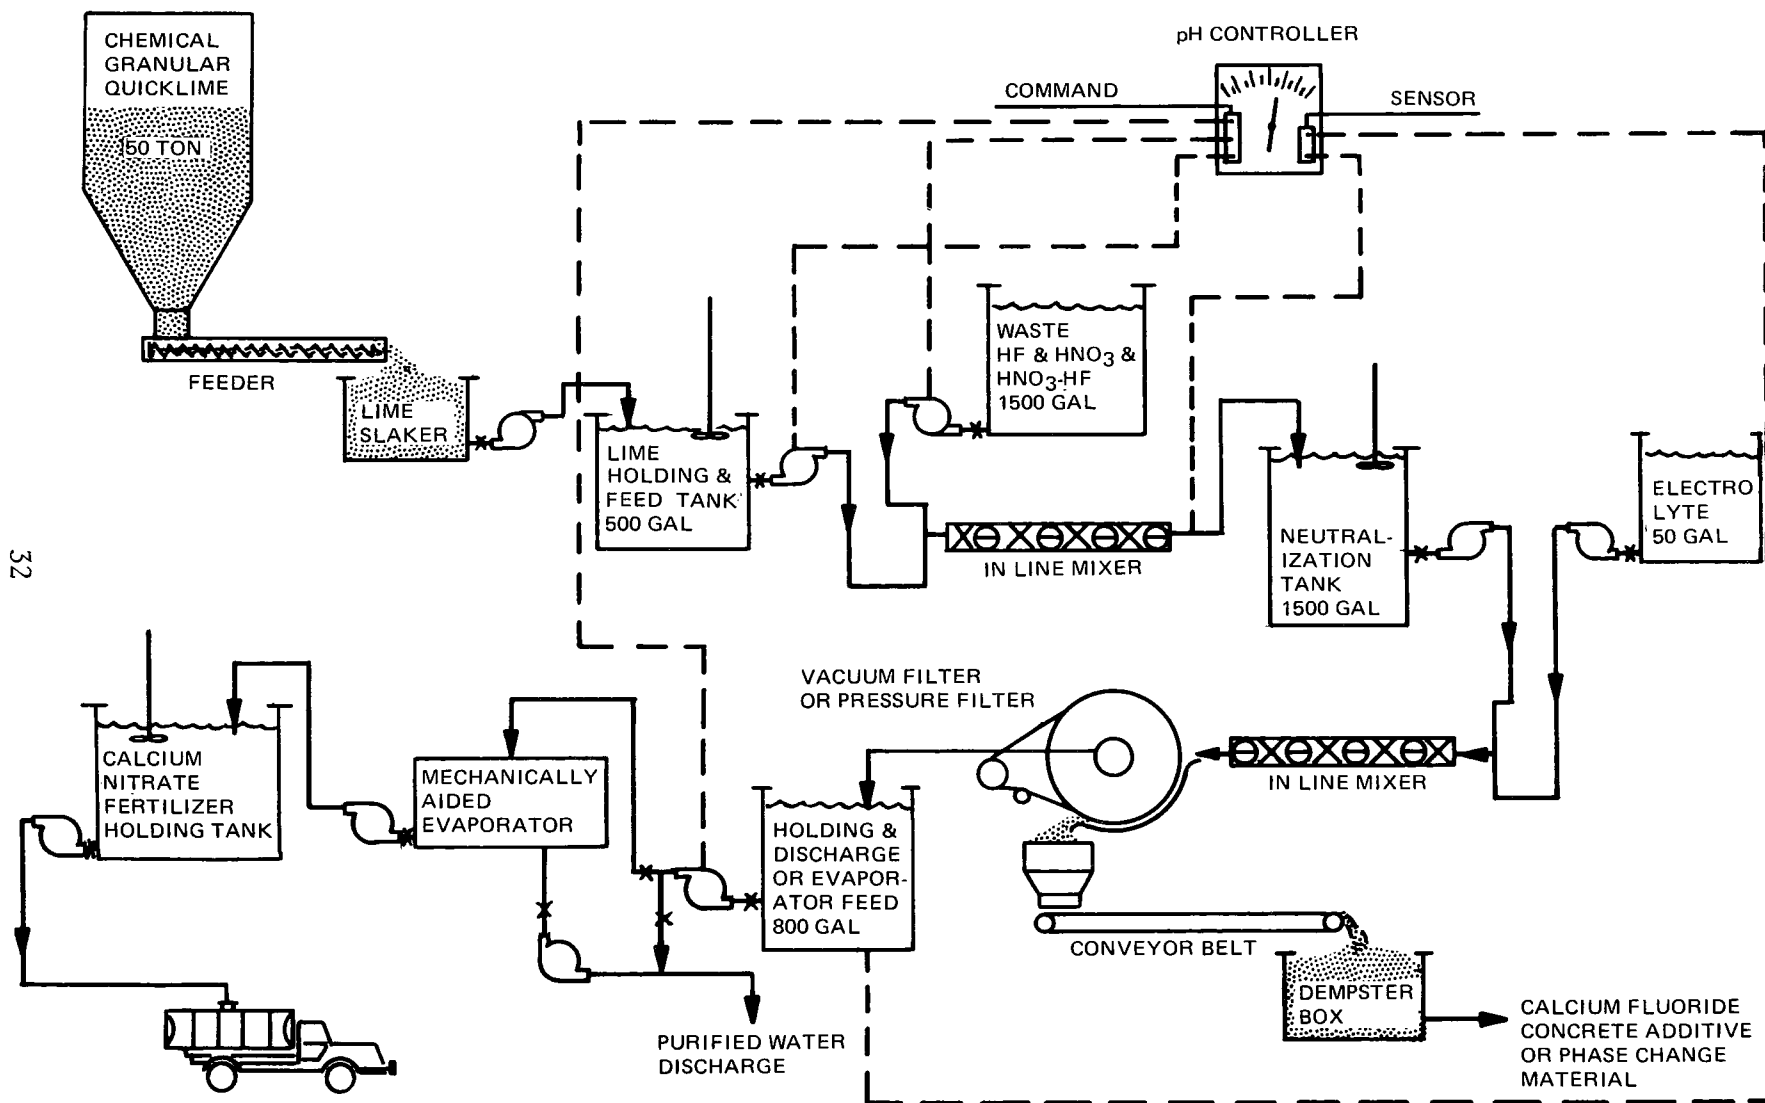 CHEMICAL
GRANULAR
QUICKLIME
50 TON
FEEDER
LIME
SLAKER
pH CONTROLLER
COMMAND
SENSOR
LIME
HOLDING &
FEED TANK
500 GAL
WASTE
HF & HNO3 &
HNO3-HF
1500 GAL
IN LINE MIXER
NEUTRAL-
IZATION
TANK
1500 GAL
ELECTRO
LYTE
50 GAL
32
CALCIUM
NITRATE
FERTILIZER
HOLDING TANK
MECHANICALLY
AIDED
EVAPORATOR
VACUUM FILTER
OR PRESSURE FILTER
IN LINE MIXER
HOLDING &
DISCHARGE
OR EVAPOR-
ATOR FEED
800 GAL
CONVEYOR BELT
DEMPSTER
BOX
PURIFIED WATER
DISCHARGE
CALCIUM FLUORIDE
CONCRETE ADDITIVE
OR PHASE CHANGE
MATERIAL